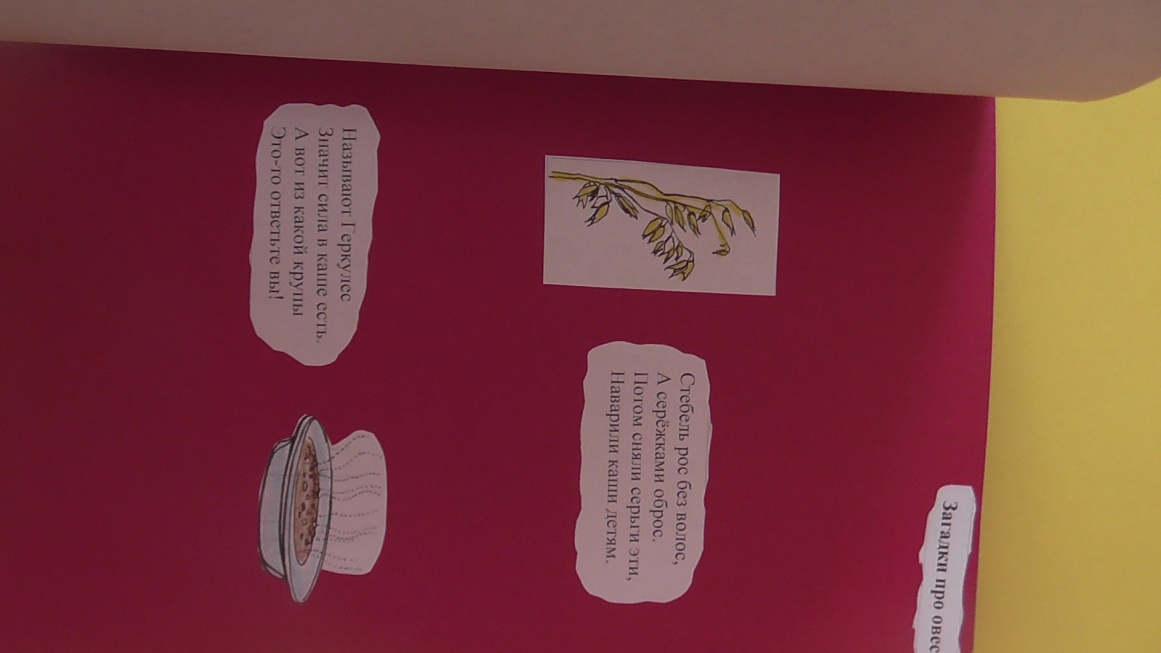 Загадки про овес
Стебель рос без волос,
А серёжками оброс.
Потом сняли серьги эти,
Наварили каши детям.
Называют Геркулес
Значит сила в каше есть.
А вот из какой крупы
Это-то ответьте вы!